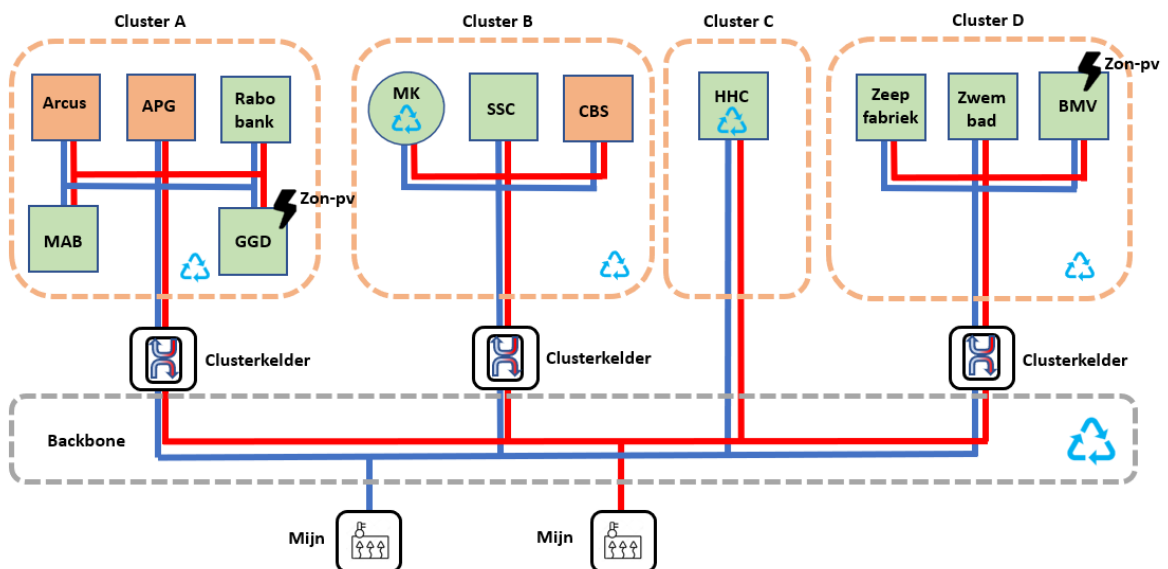 Cluster A
Cluster B
Cluster C
Cluster D
Arcus
APG
Rabo
bank
MAB
GGD
Zon-pv
MK
SSC
CBS
HHC
Zeep
fabriek
Zwem
bad
BMV
Zon-pv
Clusterkelder
Clusterkelder
Clusterkelder
Backbone
Mijn
Mijn